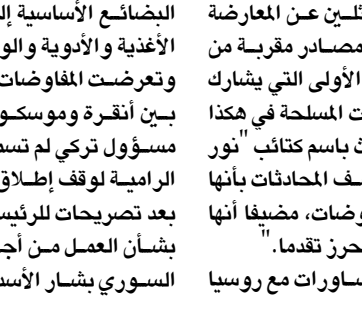 ثلين عن المعارضة
مصادر مقربة من
الأولى التي يشارك
ت المسلحة في هكذا
ث باسم كتائب "نور
ف المحادثات بأنها
وضات، مضيفا أنها
حرز تقدما."
ساورات مع روسيا
البضائع الأساسية إل
الأغذية والأدوية والو
وتعرضت المفاوضات
بين أنقرة وموسكو
مسؤول تركي لم تسم
الرامية لوقف إطلاق
بعد تصريحات للرئيس
بشأن العمل من أجـ
السوري بشار الأسد